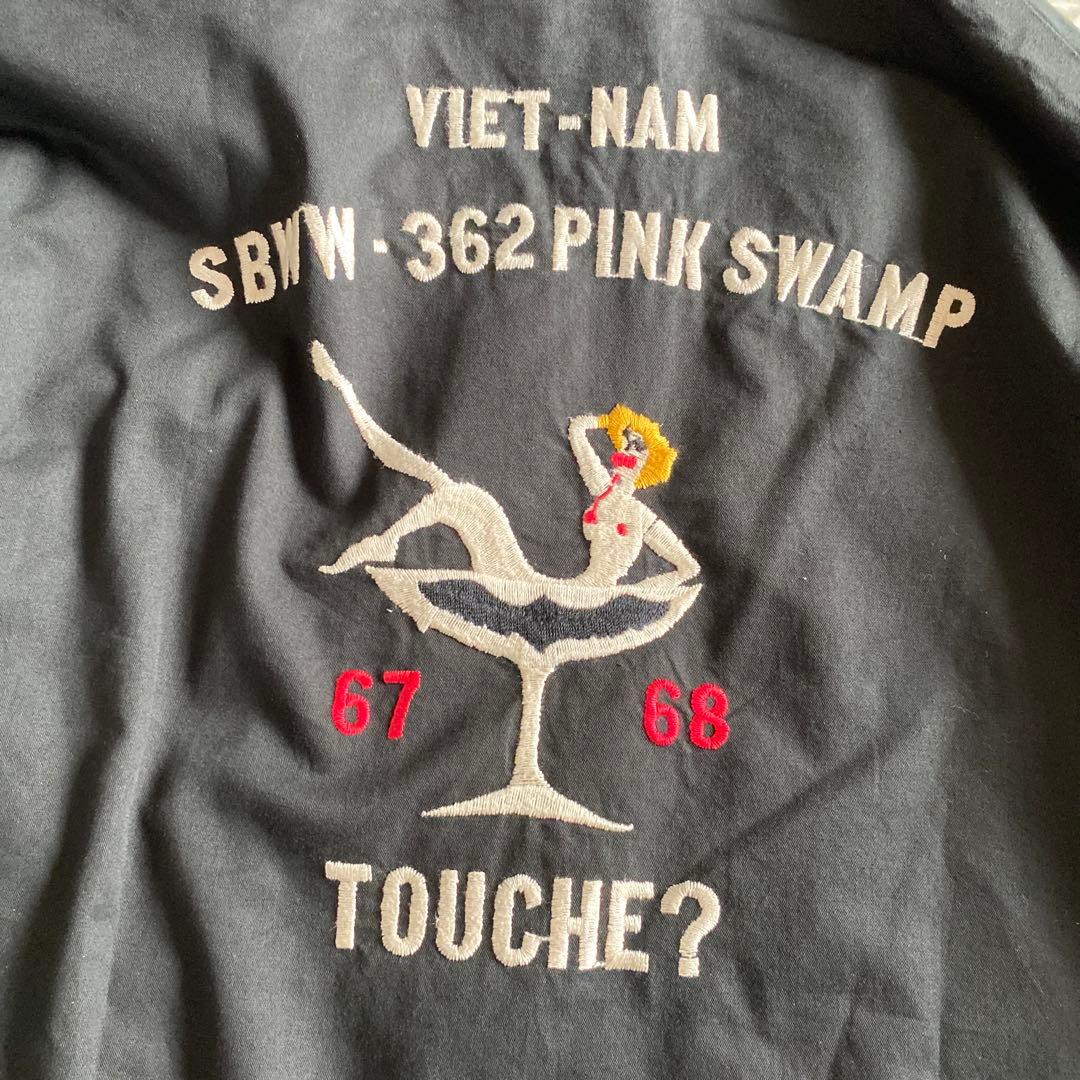 VIET-NAM
SBWW-362 PINK SWAMP
67 68
TOUCHE?